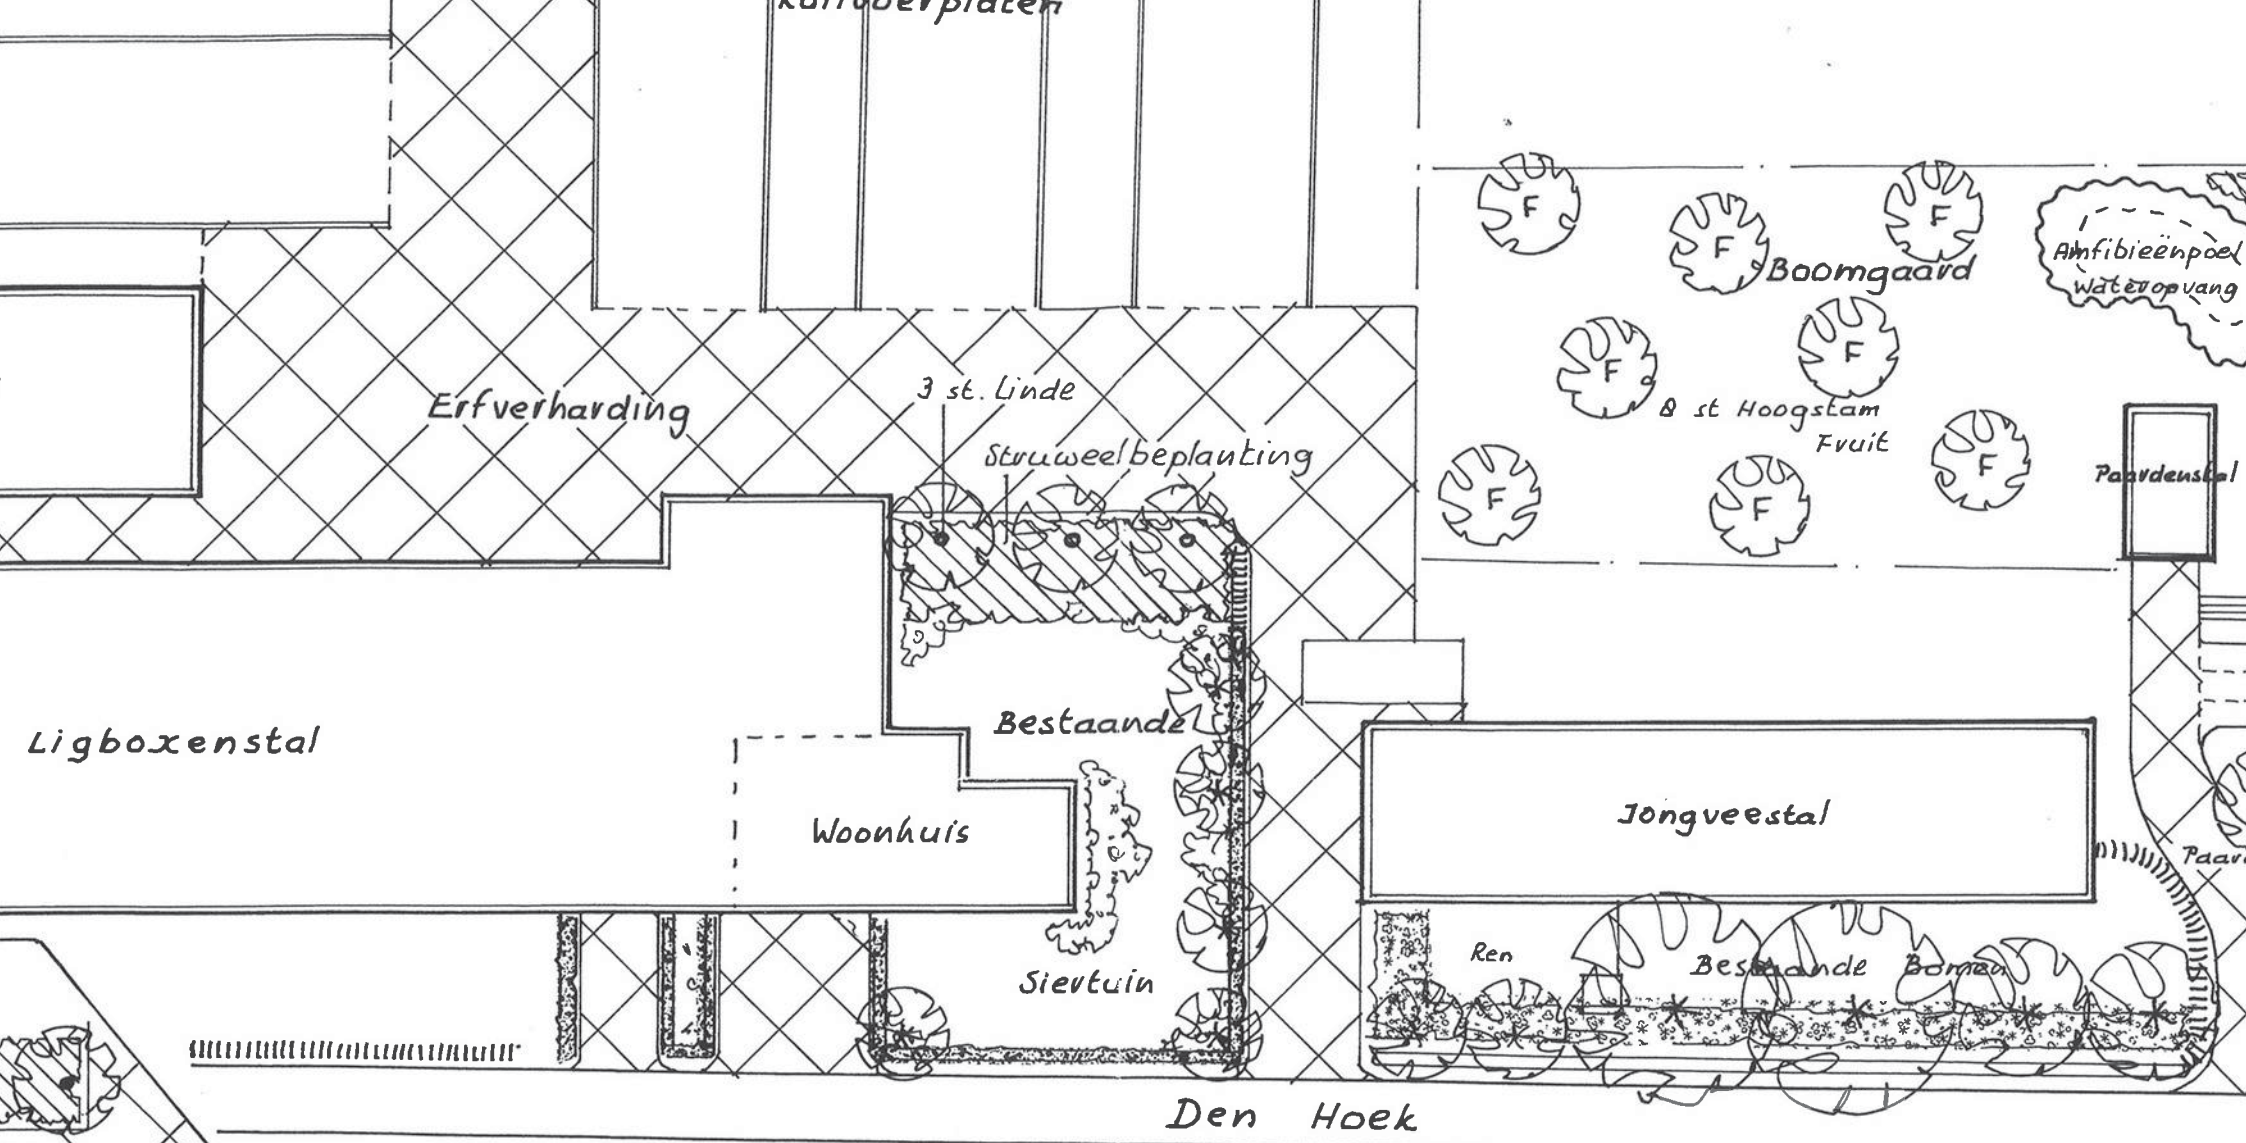 Amfibieënpoel
Boomgaard
Wateropvang
3 st. Linde
Erfverharding
8 st Hoogstam
Fruit
Struweelbeplanting
Paardenstal
F
F
F
F
F
F
F
F
Bestaande
Ligboxenstal
Jongveestal
Woonhuis
Ren
Bestaande Bomen
Siertuin
Den Hoek